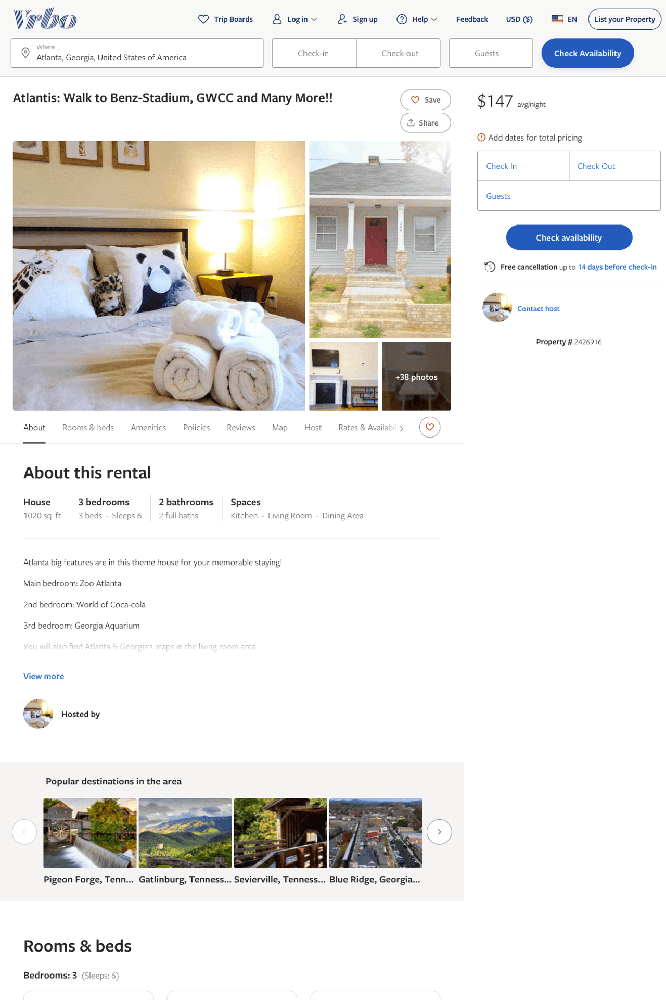 Vrbo
Trip Boards
Log in
Sign up
Help
Feedback
USD ($)
EN
List your Property
Where
Atlanta, Georgia, United States of America
Check-in
Check-out
Guests
Check Availability
Atlantis: Walk to Benz-Stadium, GWCC and Many More!!
Save
Share
+38 photos
$147 avg/night
Add dates for total pricing
Check In
Check Out
Guests
Check availability
Free cancellation up to 14 days before check-in
Contact host
Property # 2426916
About
Rooms & beds
Amenities
Policies
Reviews
Map
Host
Rates & Availabili
About this rental
House
1020 sq. ft
3 bedrooms
3 beds · Sleeps 6
2 bathrooms
2 full baths
Spaces
Kitchen · Living Room · Dining Area
Atlanta big features are in this theme house for your memorable staying!
Main bedroom: Zoo Atlanta
2nd bedroom: World of Coca-cola
3rd bedroom: Georgia Aquarium
You will also find Atlanta & Georgia's maps in the living room area.
View more
Hosted by
Popular destinations in the area
Pigeon Forge, Tenn...
Gatlinburg, Tenness...
Sevierville, Tenness...
Blue Ridge, Georgia...
Rooms & beds
Bedrooms: 3 (Sleeps: 6)